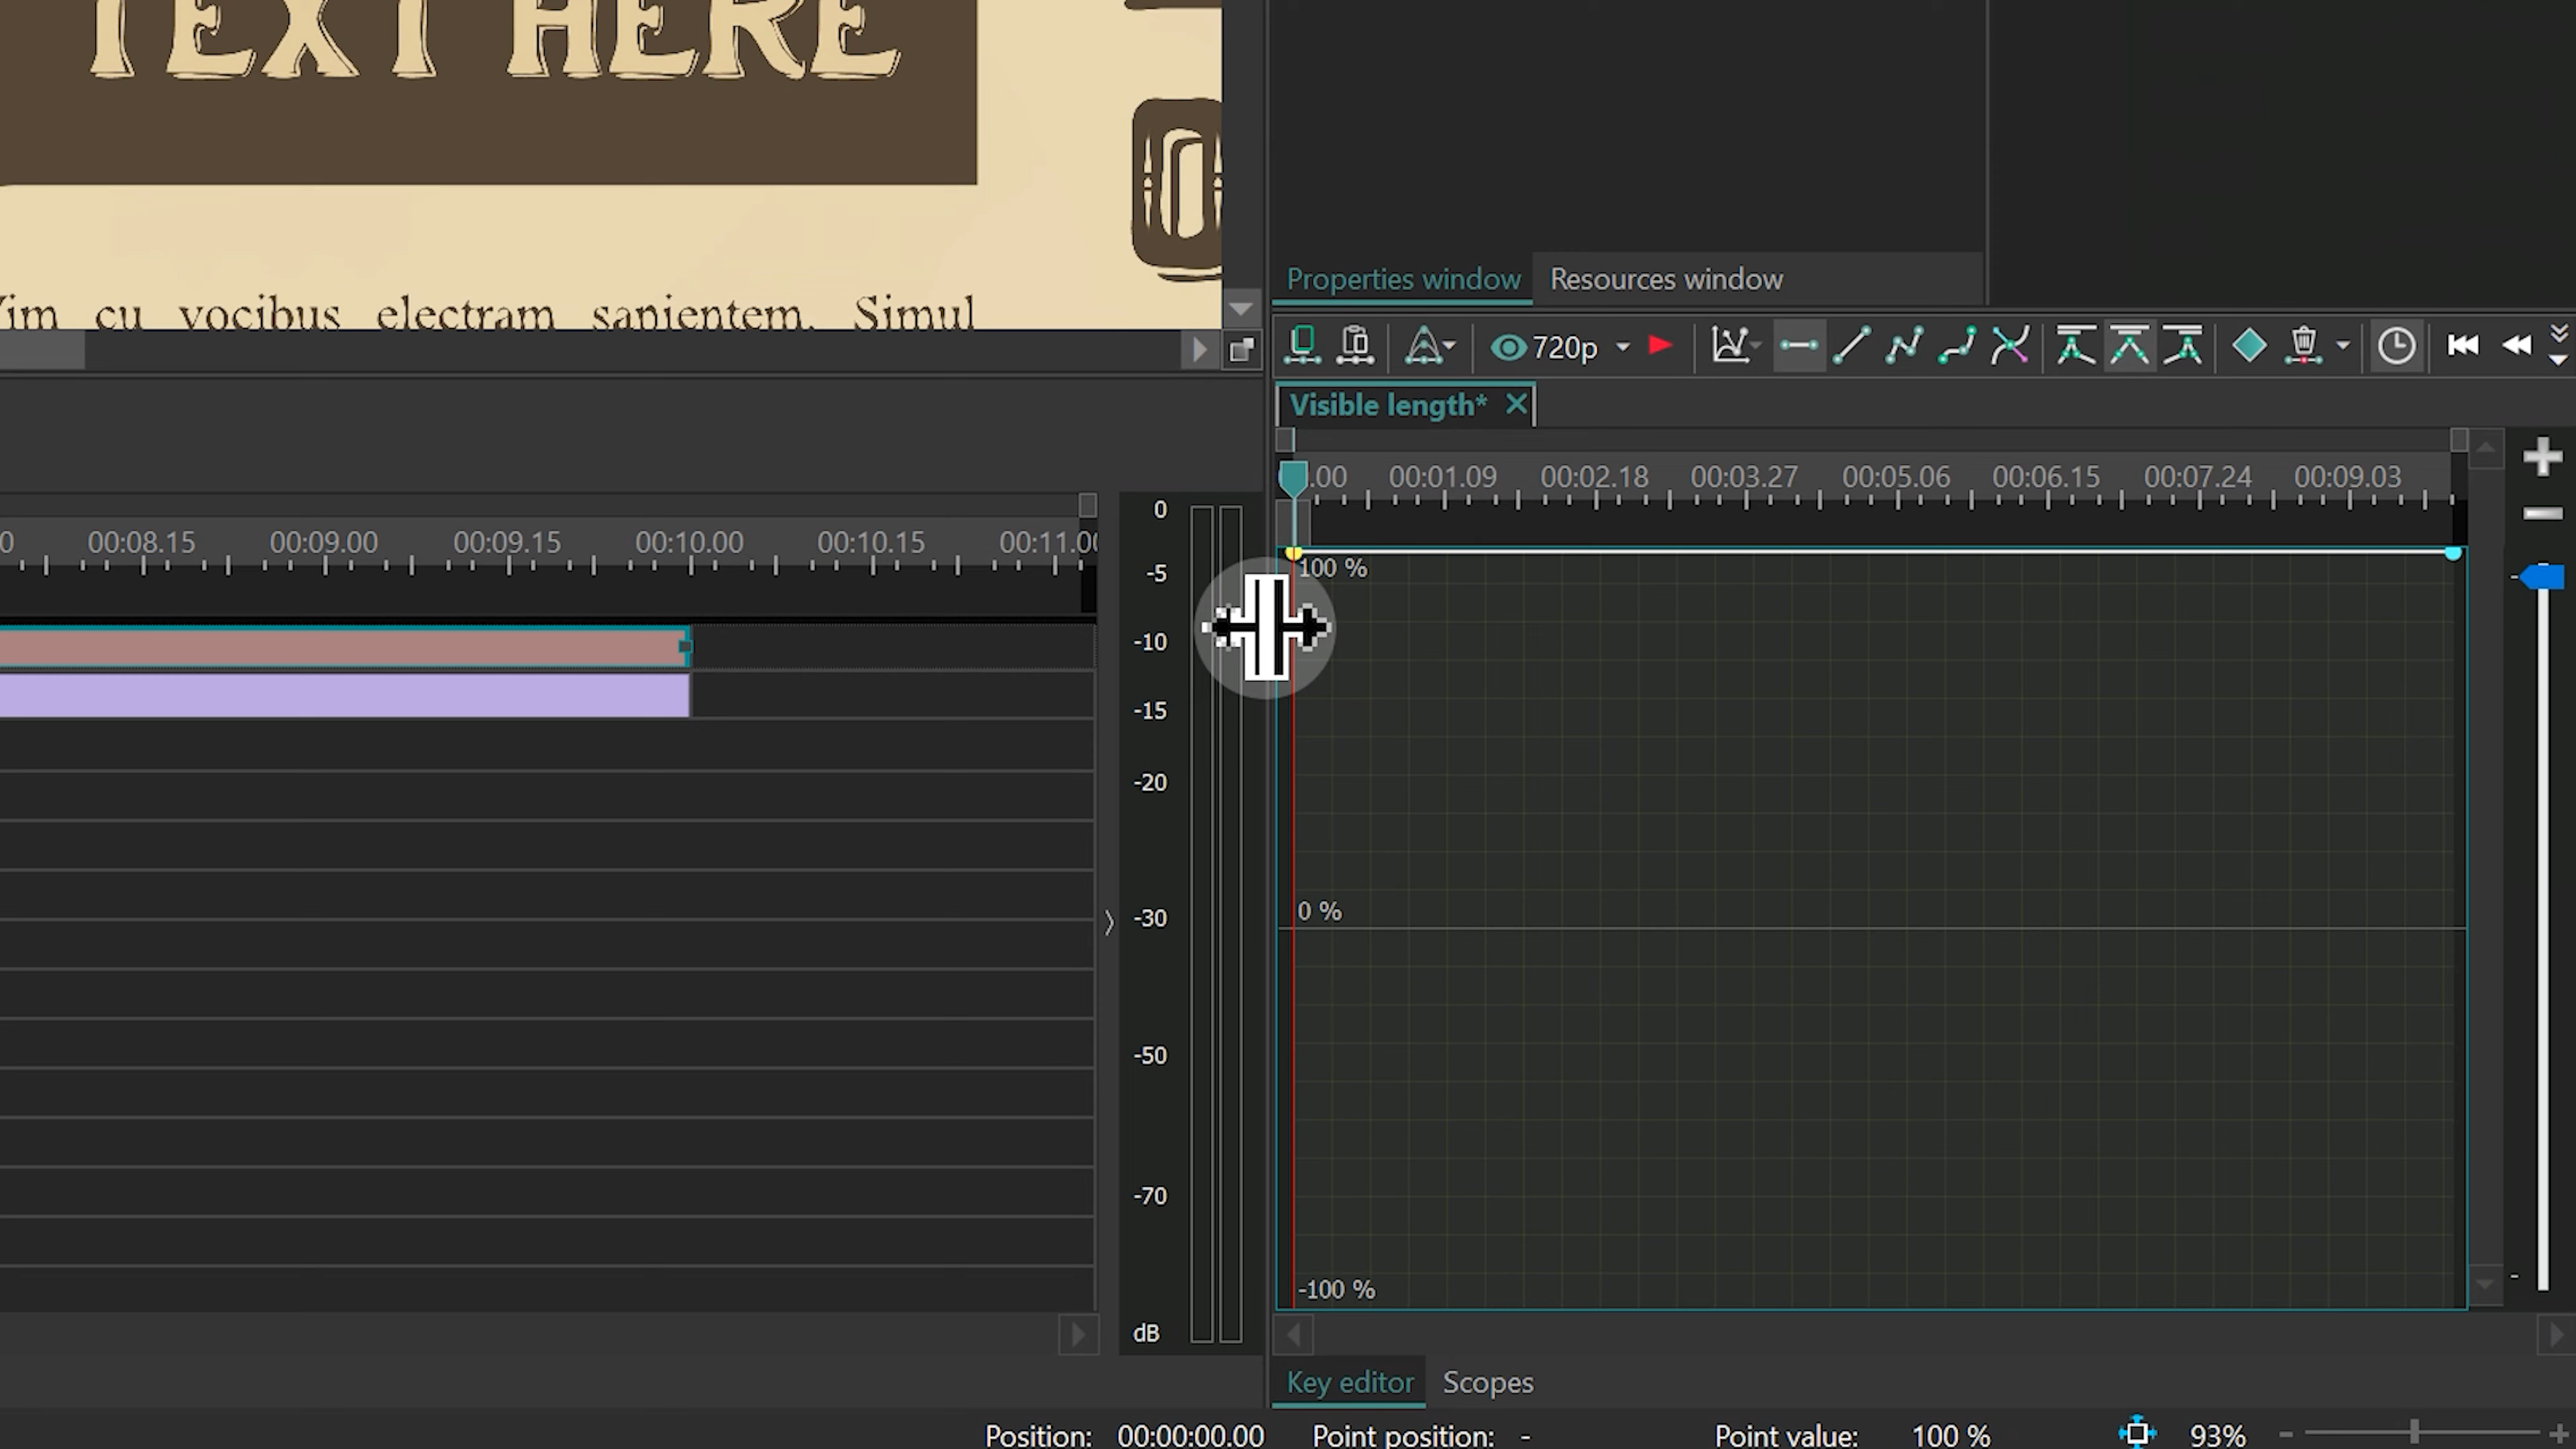 TEXT HERE
cu vocibus electram sapientem. Simul
Properties window
Resources window
720p
Visible length*
.00 00:01.09 00:02.18 00:03.27 00:05.06 00:06.15 00:07.24 00:09.03
0 00:08.15 00:09.00 00:09.15 00:10.00 00:10.15 00:11.0
0
-5
-10
-15
-20
-30
-50
-70
dB
100 %
0 %
-100 %
Key editor
Scopes
Position: 00:00:00.00 Point position: - Point value: 100 % 93%